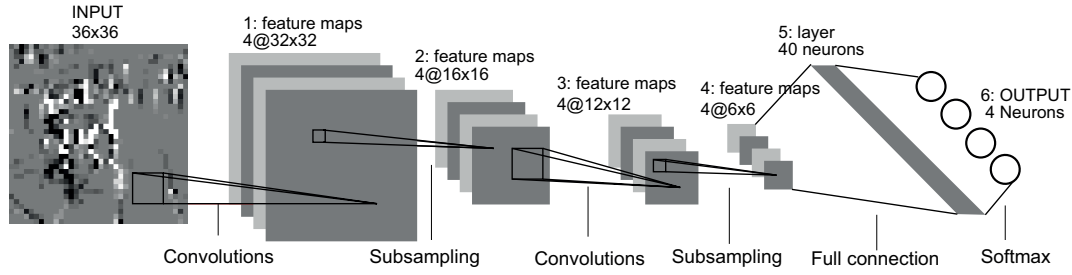 INPUT
36x36
1: feature maps
4@32x32
2: feature maps
4@16x16
3: feature maps
4@12x12
4: feature maps
4@6x6
5: layer
40 neurons
6: OUTPUT
4 Neurons
Convolutions
Subsampling
Convolutions
Subsampling
Full connection
Softmax